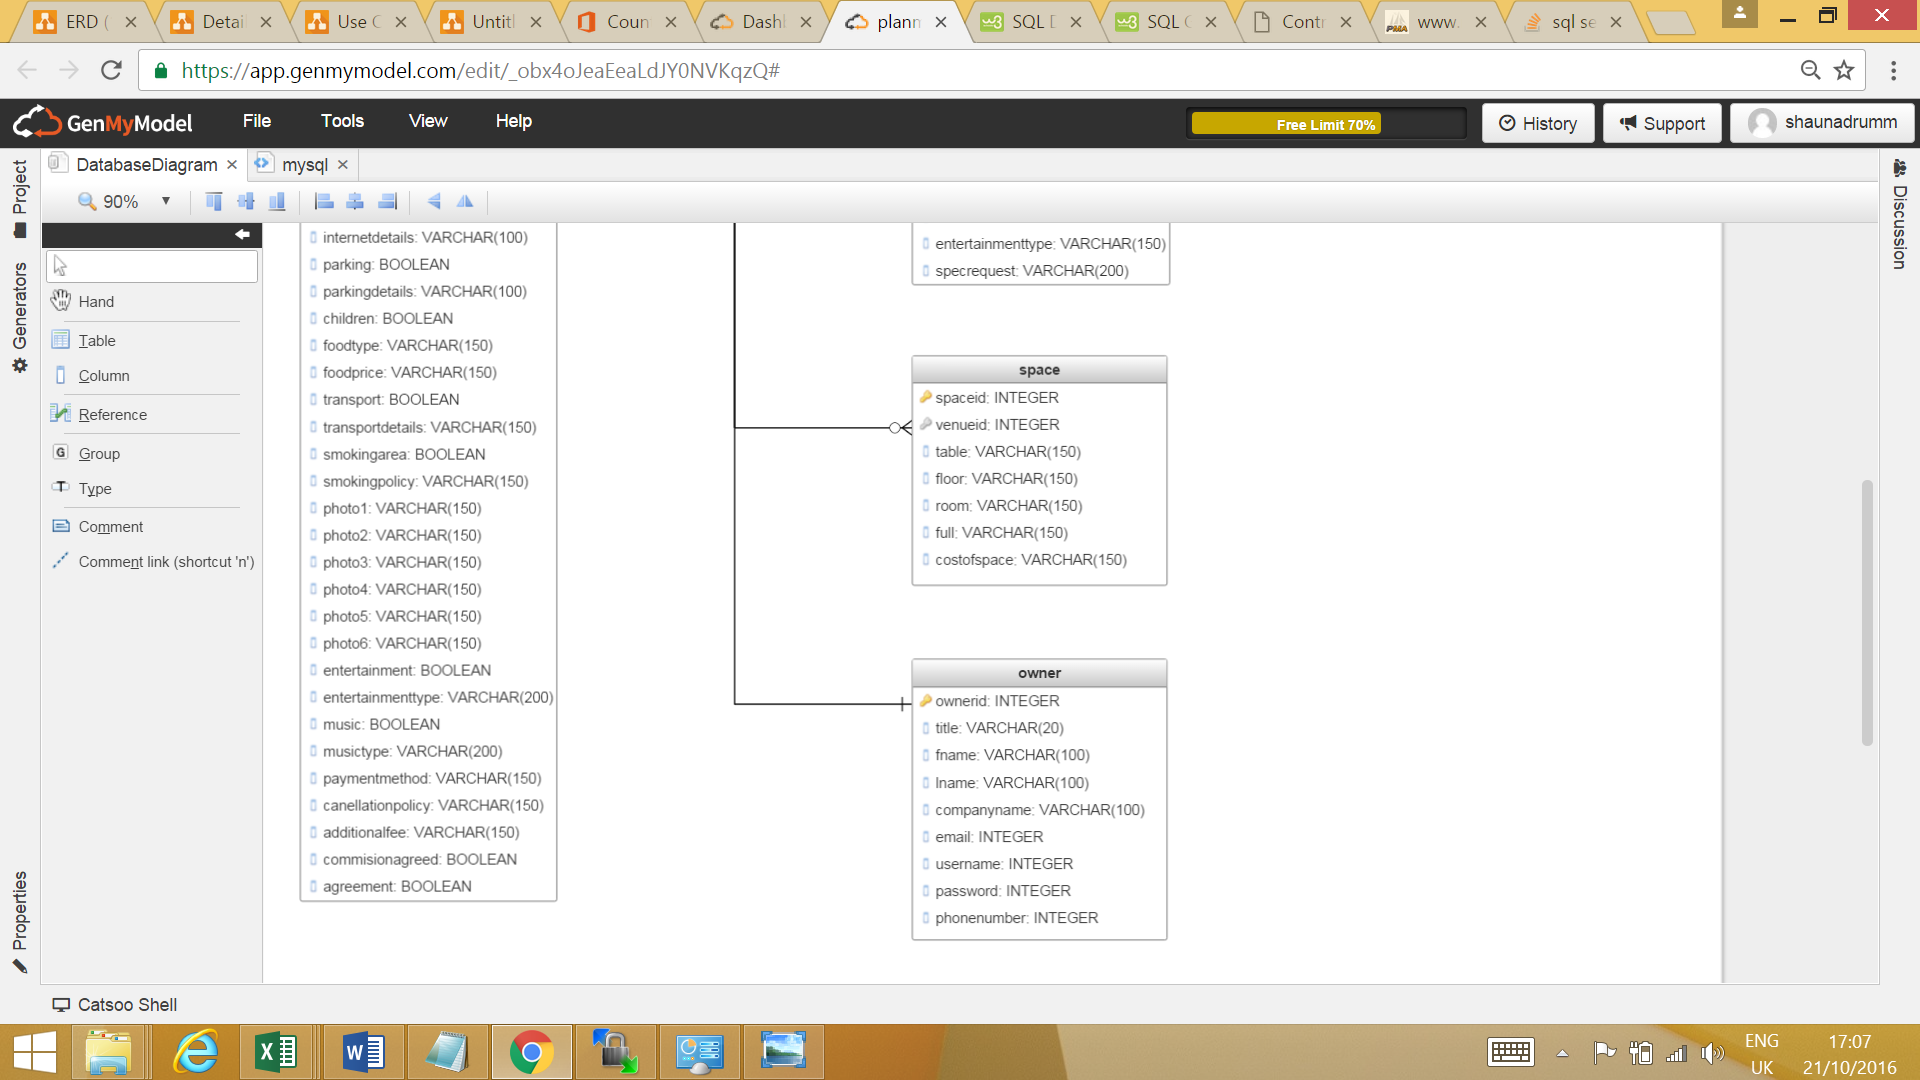 ERD (
Detai
Use C
Untitl
Coun
Dashl
plann
SQL D
SQL C
Contr
www.
sql se
https://app.genmymodel.com/edit/_obx4oJeaEeaLdJY0NVKqzQ#
GenMyModel
File
Tools
View
Help
Free Limit 70%
History
Support
shaunadrumm
DatabaseDiagram
mysql
90%
Project
Generators
Properties
Discussion
Hand
Table
Column
Reference
Group
Type
Comment
Comment link (shortcut 'n')
internetdetails: VARCHAR(100)
parking: BOOLEAN
parkingdetails: VARCHAR(100)
children: BOOLEAN
foodtype: VARCHAR(150)
foodprice: VARCHAR(150)
transport: BOOLEAN
transportdetails: VARCHAR(150)
smokingarea: BOOLEAN
smokingpolicy: VARCHAR(150)
photo1: VARCHAR(150)
photo2: VARCHAR(150)
photo3: VARCHAR(150)
photo4: VARCHAR(150)
photo5: VARCHAR(150)
photo6: VARCHAR(150)
entertainment: BOOLEAN
entertainmenttype: VARCHAR(200)
music: BOOLEAN
musictype: VARCHAR(200)
paymentmethod: VARCHAR(150)
canellationpolicy: VARCHAR(150)
additionalfee: VARCHAR(150)
commisionagreed: BOOLEAN
agreement: BOOLEAN
entertainmenttype: VARCHAR(150)
specrequest: VARCHAR(200)
space
spaceid: INTEGER
venueid: INTEGER
table: VARCHAR(150)
floor: VARCHAR(150)
room: VARCHAR(150)
full: VARCHAR(150)
costofspace: VARCHAR(150)
owner
ownerid: INTEGER
title: VARCHAR(20)
fname: VARCHAR(100)
lname: VARCHAR(100)
companyname: VARCHAR(100)
email: INTEGER
username: INTEGER
password: INTEGER
phonenumber: INTEGER
Catsoo Shell
ENG
UK
17:07
21/10/2016